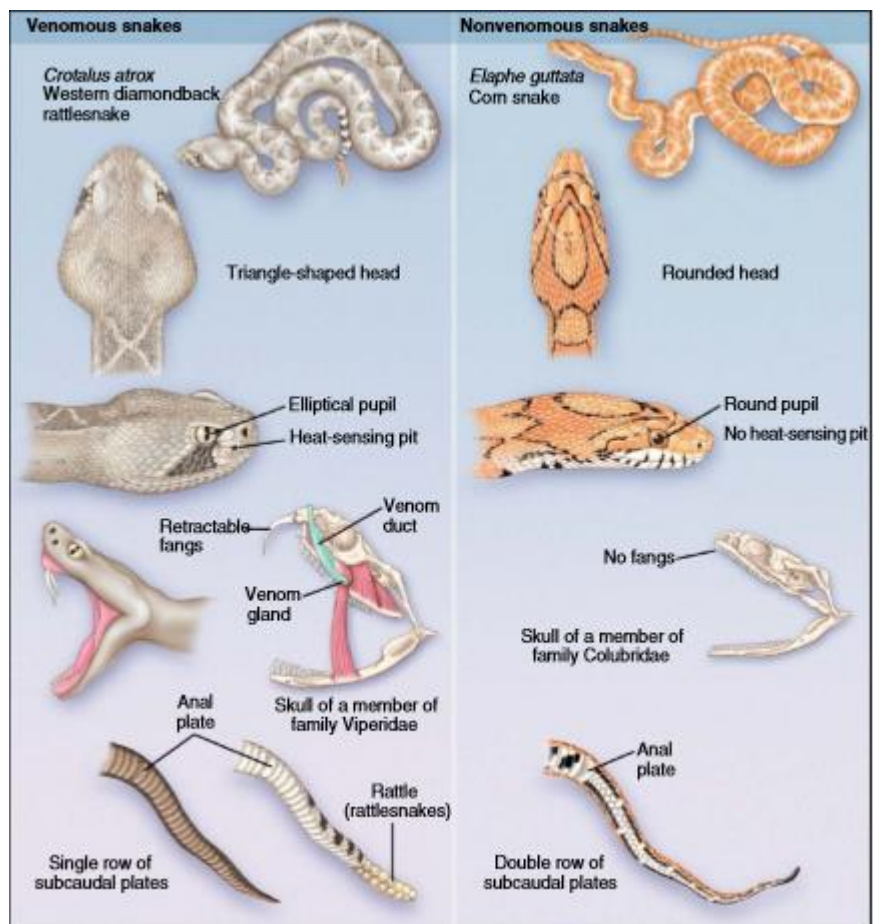 Venomous snakes
Crotalus atrox
Western diamondback
rattlesnake
Triangle-shaped head
Elliptical pupil
Heat-sensing pit
Retractable
fangs
Venom
duct
Venom
gland
Skull of a member of
family Viperidae
Anal
plate
Rattle
(rattlesnakes)
Single row of
subcaudal plates
Nonvenomous snakes
Elaphe guttata
Corn snake
Rounded head
Round pupil
No heat-sensing pit
No fangs
Skull of a member of
family Colubridae
Anal
plate
Double row of
subcaudal plates